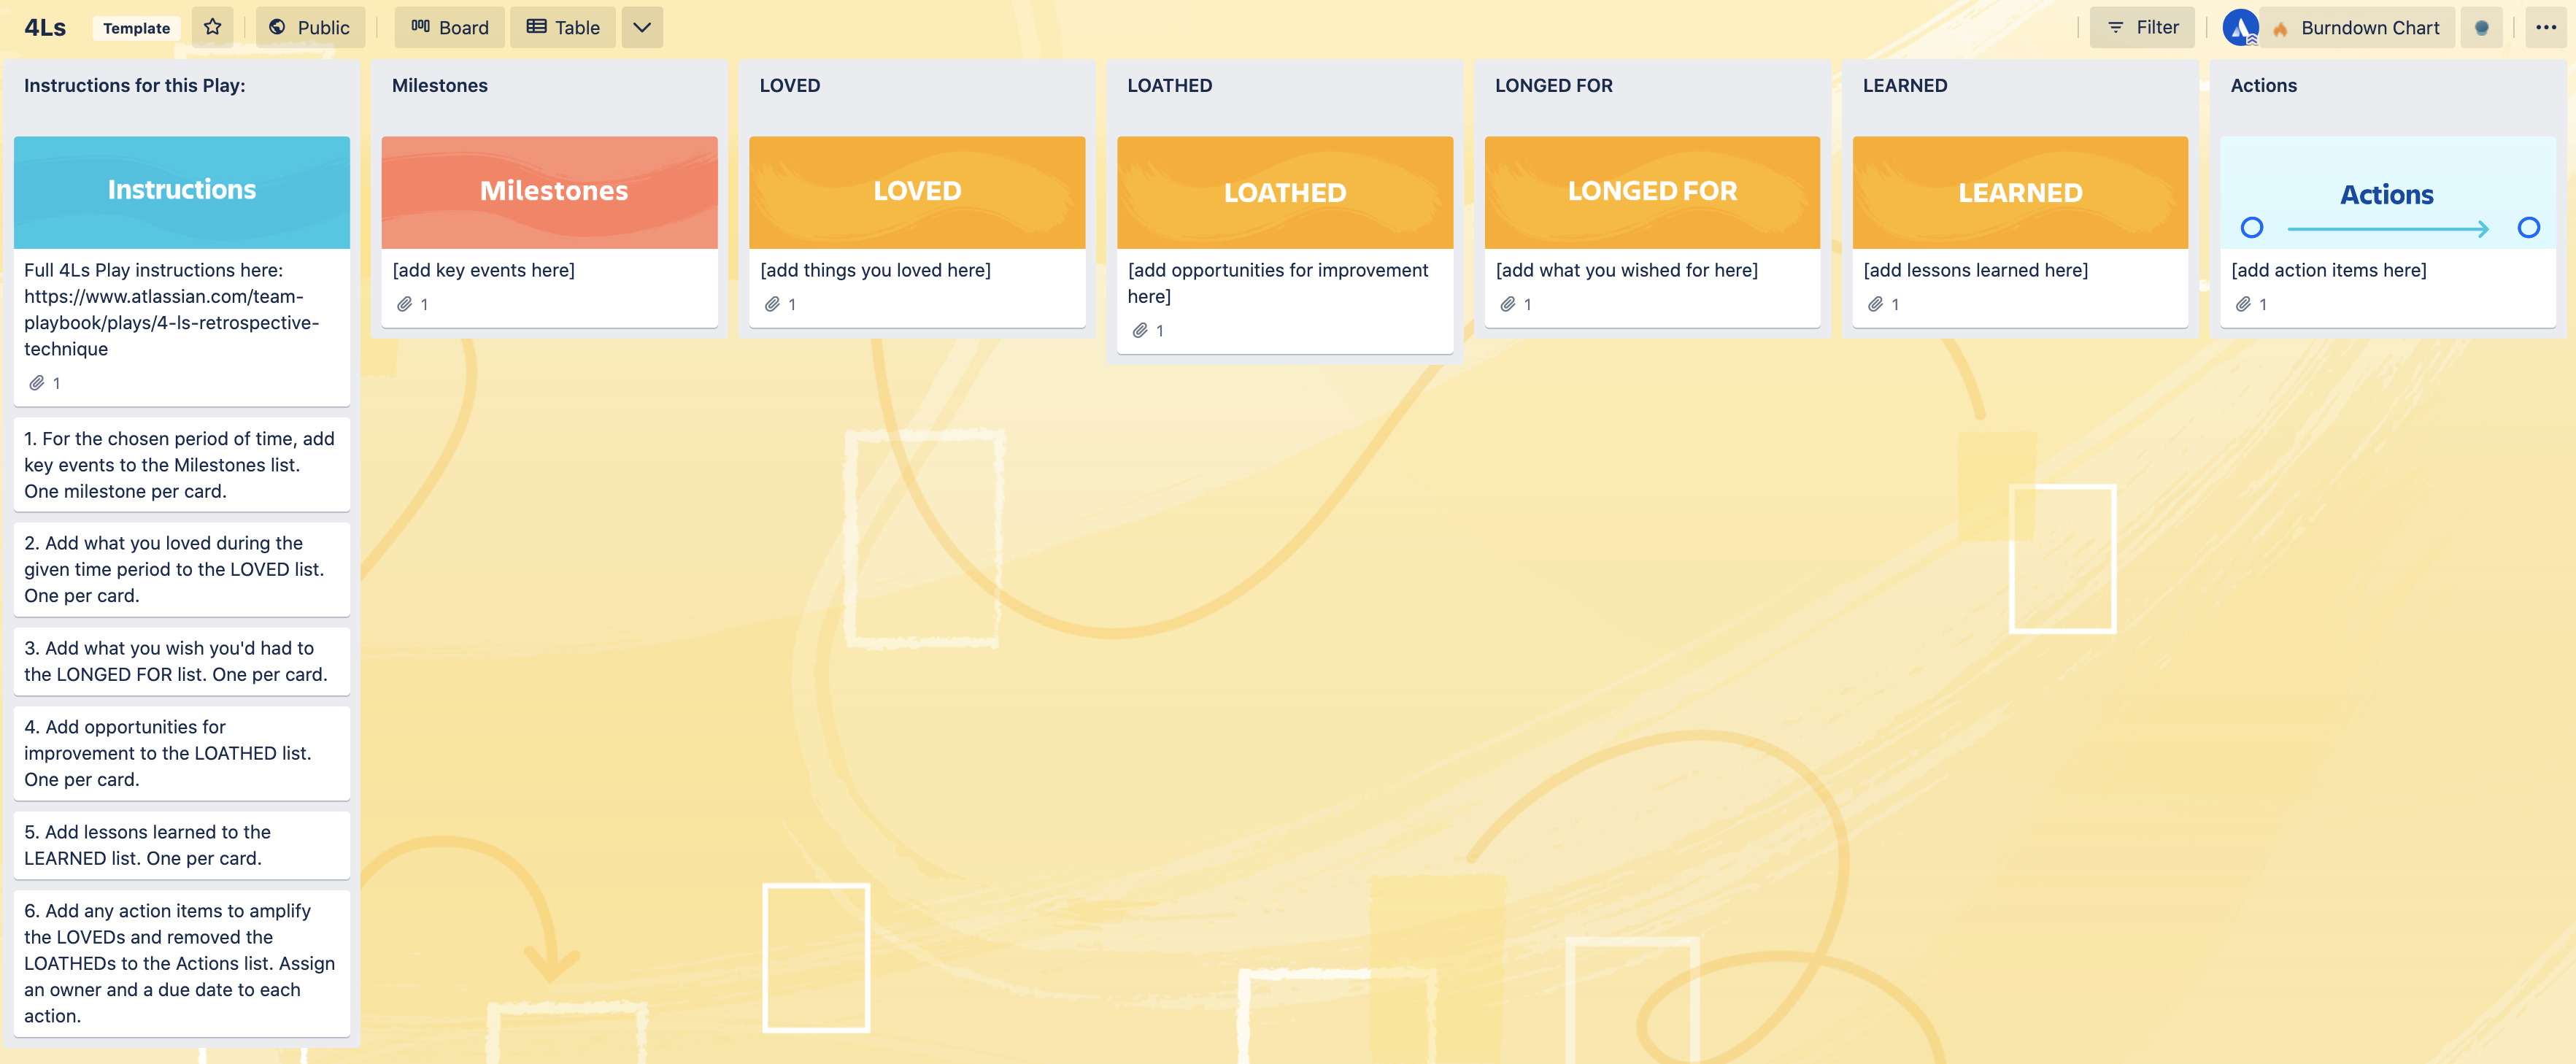 4Ls
Template
Public
Board
Table
Filter
Burndown Chart
Instructions for this Play:
Instructions
Full 4Ls Play instructions here:
https://www.atlassian.com/team-
playbook/plays/4-ls-retrospective-
technique
1
1. For the chosen period of time, add
key events to the Milestones list.
One milestone per card.
2. Add what you loved during the
given time period to the LOVED list.
One per card.
3. Add what you wish you'd had to
the LONGED FOR list. One per card.
4. Add opportunities for
improvement to the LOATHED list.
One per card.
5. Add lessons learned to the
LEARNED list. One per card.
6. Add any action items to amplify
the LOVEDs and removed the
LOATHEDs to the Actions list. Assign
an owner and a due date to each
action.
Milestones
Milestones
[add key events here]
1
LOVED
LOVED
[add things you loved here]
1
LOATHED
LOATHED
[add opportunities for improvement
here]
1
LONGED FOR
LONGED FOR
[add what you wished for here]
1
LEARNED
LEARNED
[add lessons learned here]
1
Actions
Actions
[add action items here]
1